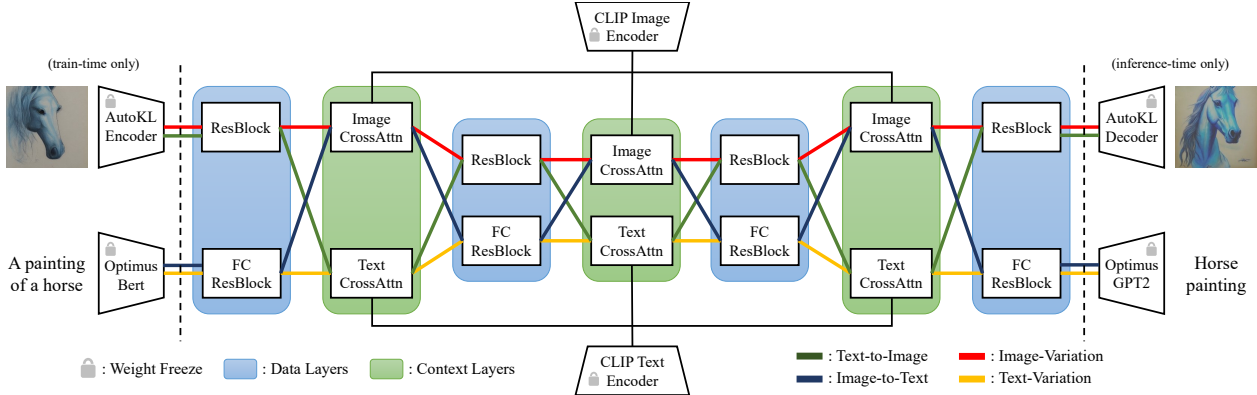 CLIP Image
Encoder
(train-time only)
(inference-time only)
AutoKL
Encoder
ResBlock
Image
CrossAttn
ResBlock
Image
CrossAttn
ResBlock
Image
CrossAttn
ResBlock
AutoKL
Decoder
A painting
of a horse
Optimus
Bert
FC
ResBlock
Text
CrossAttn
FC
ResBlock
Text
CrossAttn
FC
ResBlock
Text
CrossAttn
FC
ResBlock
Optimus
GPT2
Horse
painting
CLIP Text
Encoder
: Weight Freeze
: Data Layers
: Context Layers
: Text-to-Image
: Image-Variation
: Image-to-Text
: Text-Variation